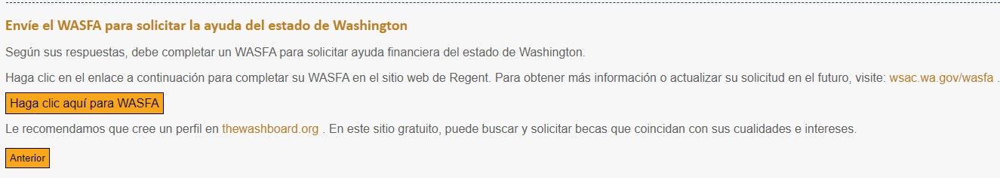 Envíe el WASFA para solicitar la ayuda del estado de Washington
Según sus respuestas, debe completar un WASFA para solicitar ayuda financiera del estado de Washington.
Haga clic en el enlace a continuación para completar su WASFA en el sitio web de Regent. Para obtener más información o actualizar su solicitud en el futuro, visite: wsac.wa.gov/wasfa .
Haga clic aquí para WASFA
Le recomendamos que cree un perfil en thewashboard.org . En este sitio gratuito, puede buscar y solicitar becas que coincidan con sus cualidades e intereses.
Anterior